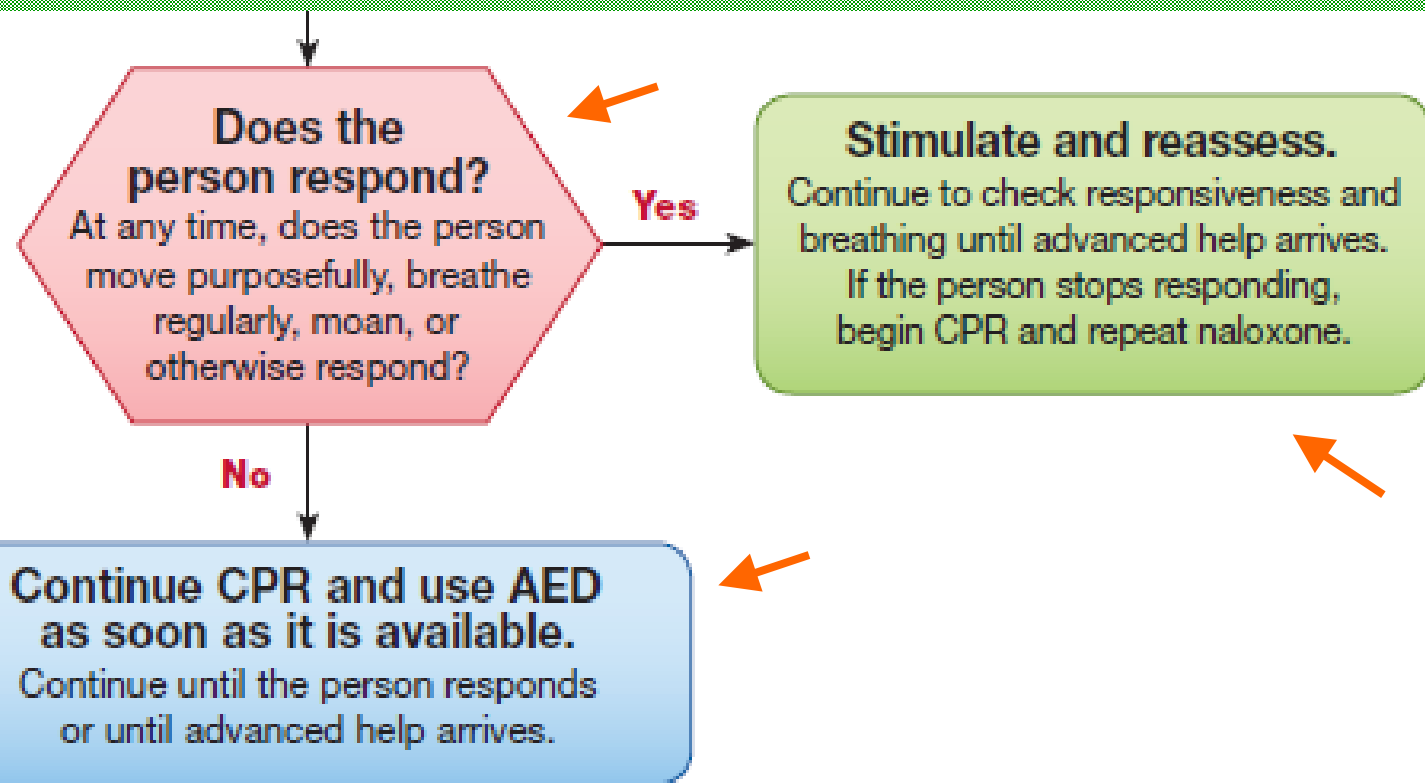 Does the
person respond?
At any time, does the person
move purposefully, breathe
regularly, moan, or
otherwise respond?
Yes
Stimulate and reassess.
Continue to check responsiveness and
breathing until advanced help arrives.
If the person stops responding,
begin CPR and repeat naloxone.
No
Continue CPR and use AED
as soon as it is available.
Continue until the person responds
or until advanced help arrives.